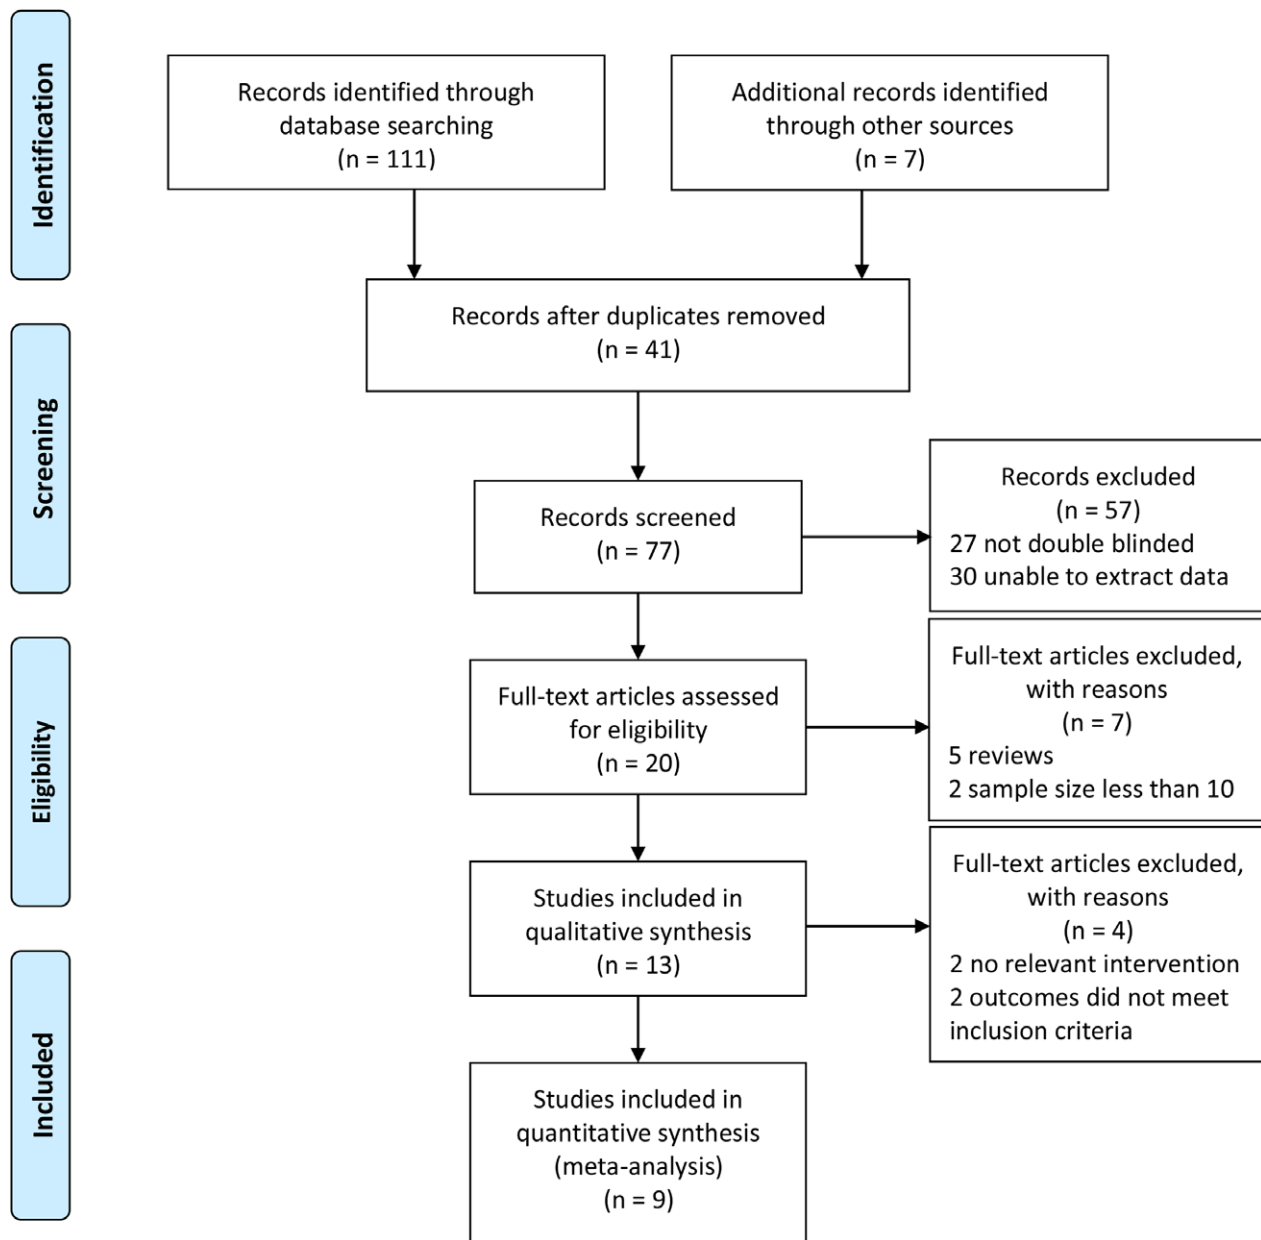 Identification
Records identified through
database searching
(n = 111)
Additional records identified
through other sources
(n = 7)
Records after duplicates removed
(n = 41)
Screening
Records screened
(n = 77)
Records excluded
(n = 57)
27 not double blinded
30 unable to extract data
Eligibility
Full-text articles assessed
for eligibility
(n = 20)
Full-text articles excluded,
with reasons
(n = 7)
5 reviews
2 sample size less than 10
Studies included in
qualitative synthesis
(n = 13)
Full-text articles excluded,
with reasons
(n = 4)
2 no relevant intervention
2 outcomes did not meet
inclusion criteria
Included
Studies included in
quantitative synthesis
(meta-analysis)
(n = 9)